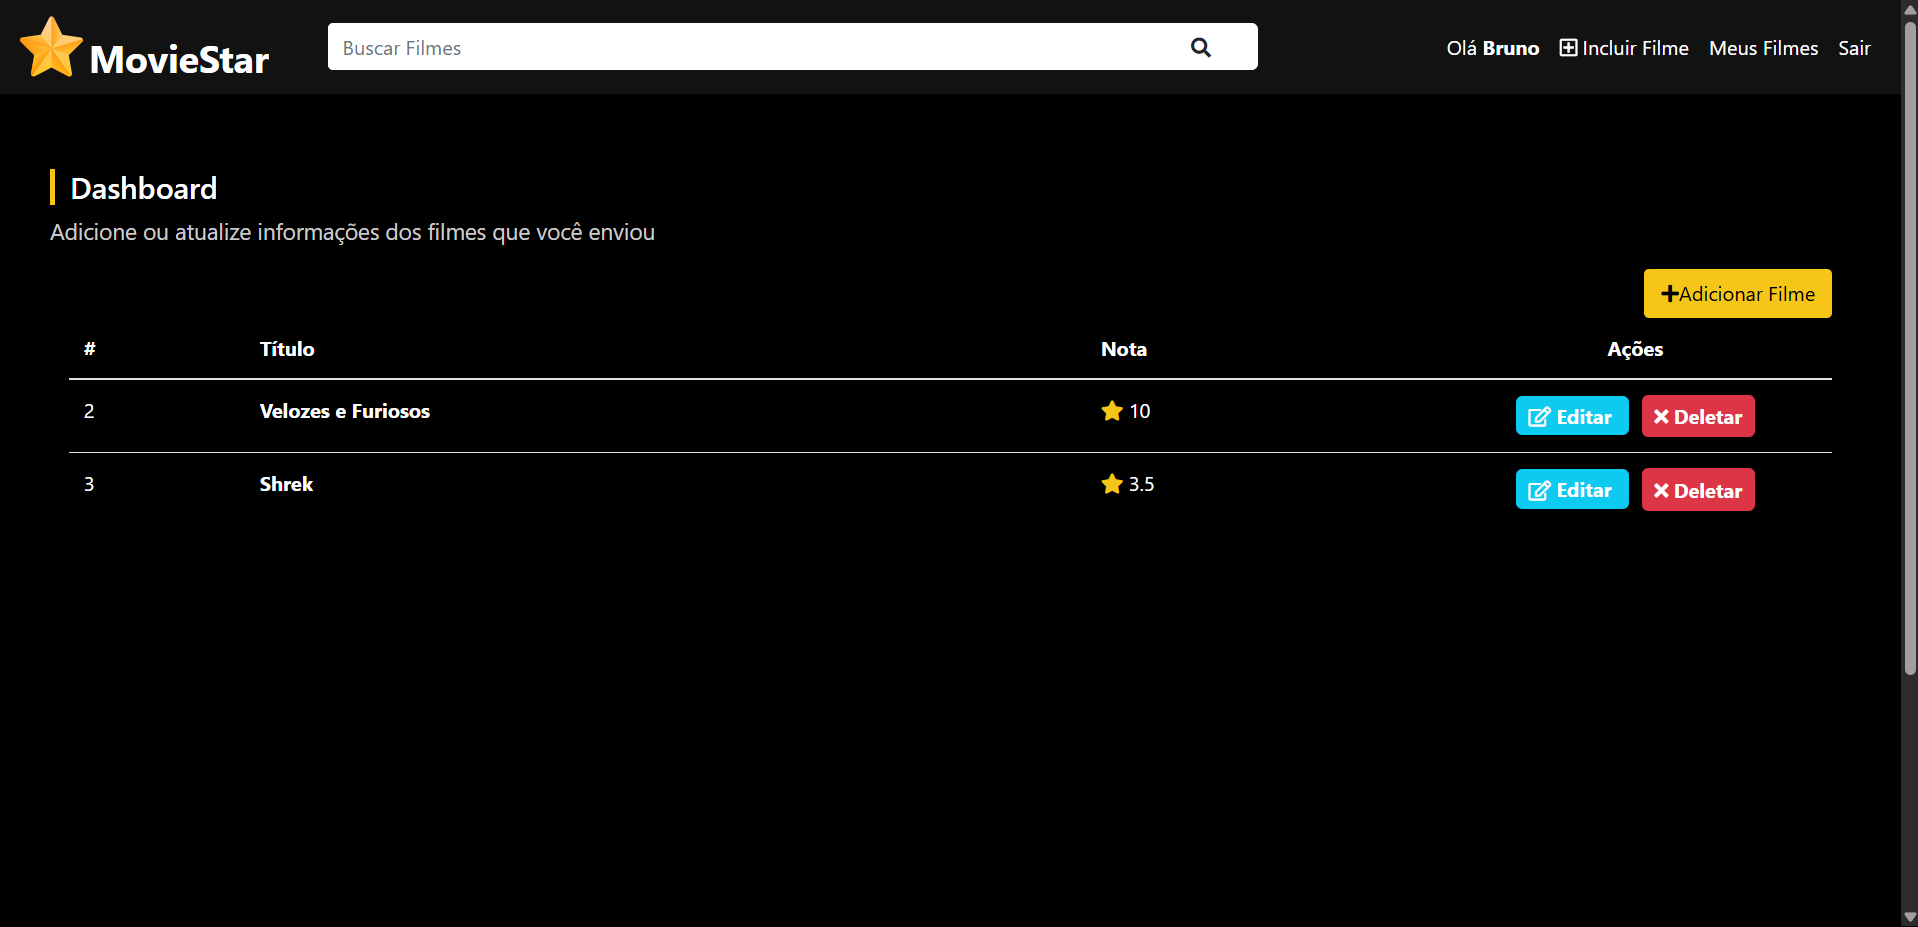 MovieStar
Buscar Filmes
Olá Bruno Incluir Filme Meus Filmes Sair
Dashboard
Adicione ou atualize informações dos filmes que você enviou
Adicionar Filme
# Título Nota Ações
2 Velozes e Furiosos 10 Editar Deletar
3 Shrek 3.5 Editar Deletar